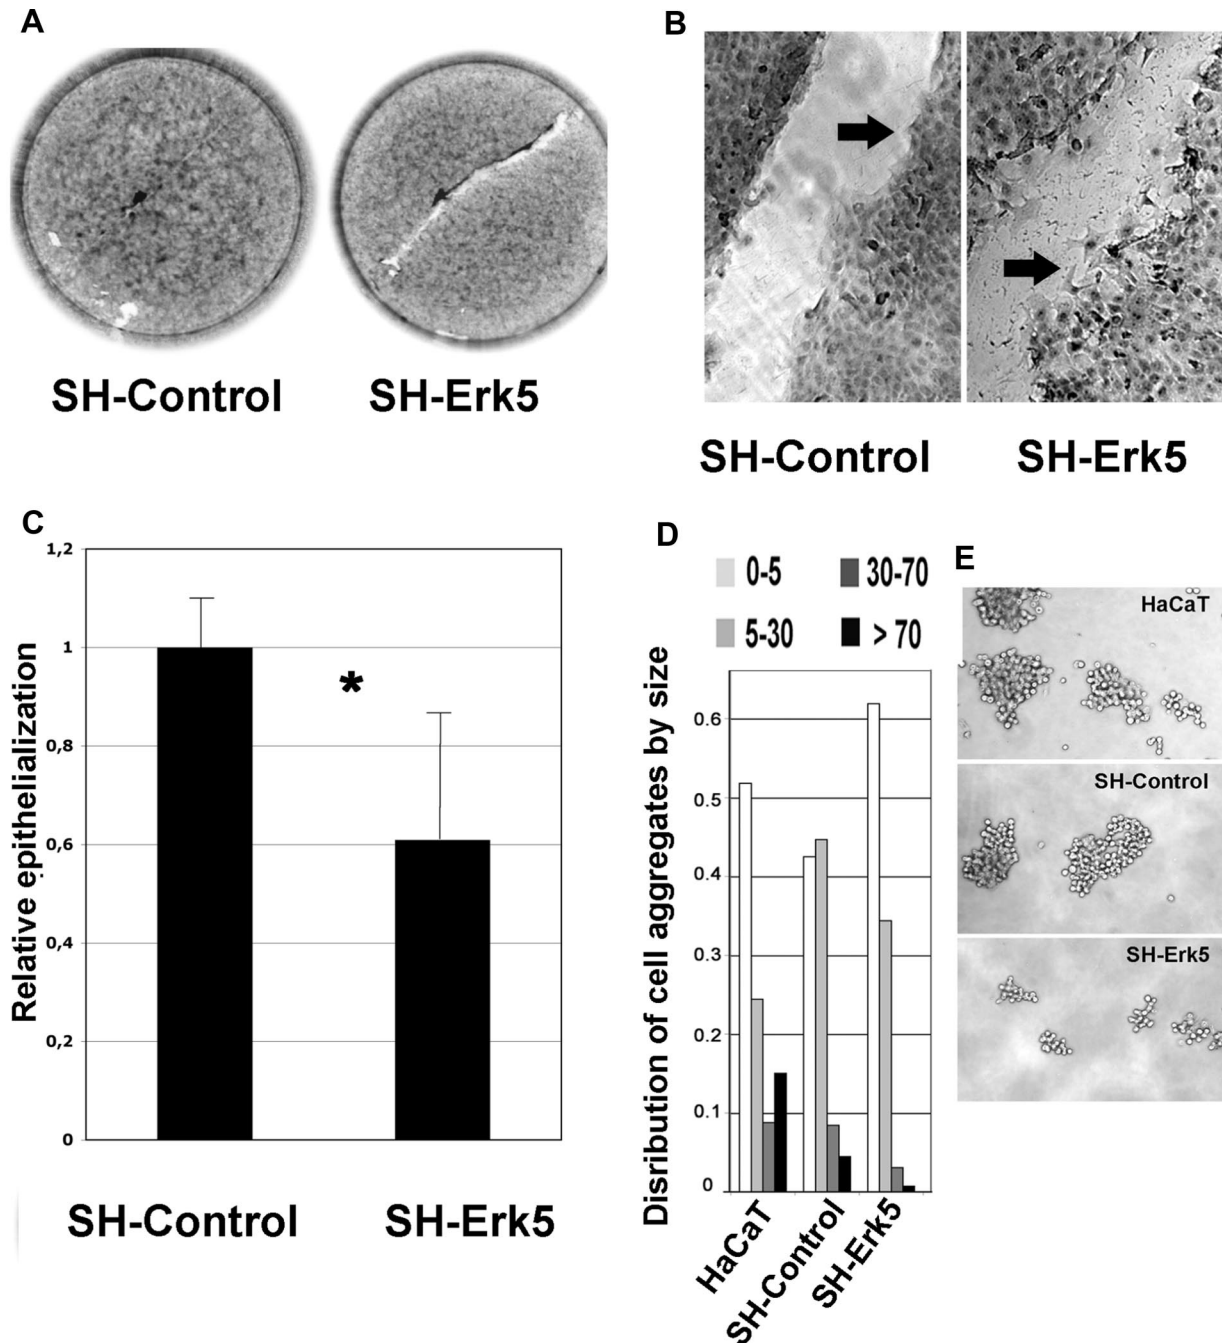 A
SH-Control
SH-Erk5
B
SH-Control
SH-Erk5
C
Relative epithelialization
1,2
1
0,8
0,6
0,4
0,2
0
*
SH-Control
SH-Erk5
D
0-5
30-70
5-30
> 70
Disribution of cell aggregates by size
0.6
0.5
0.4
0.3
0.2
0.1
0
HaCaT
SH-Control
SH-Erk5
E
HaCaT
SH-Control
SH-Erk5